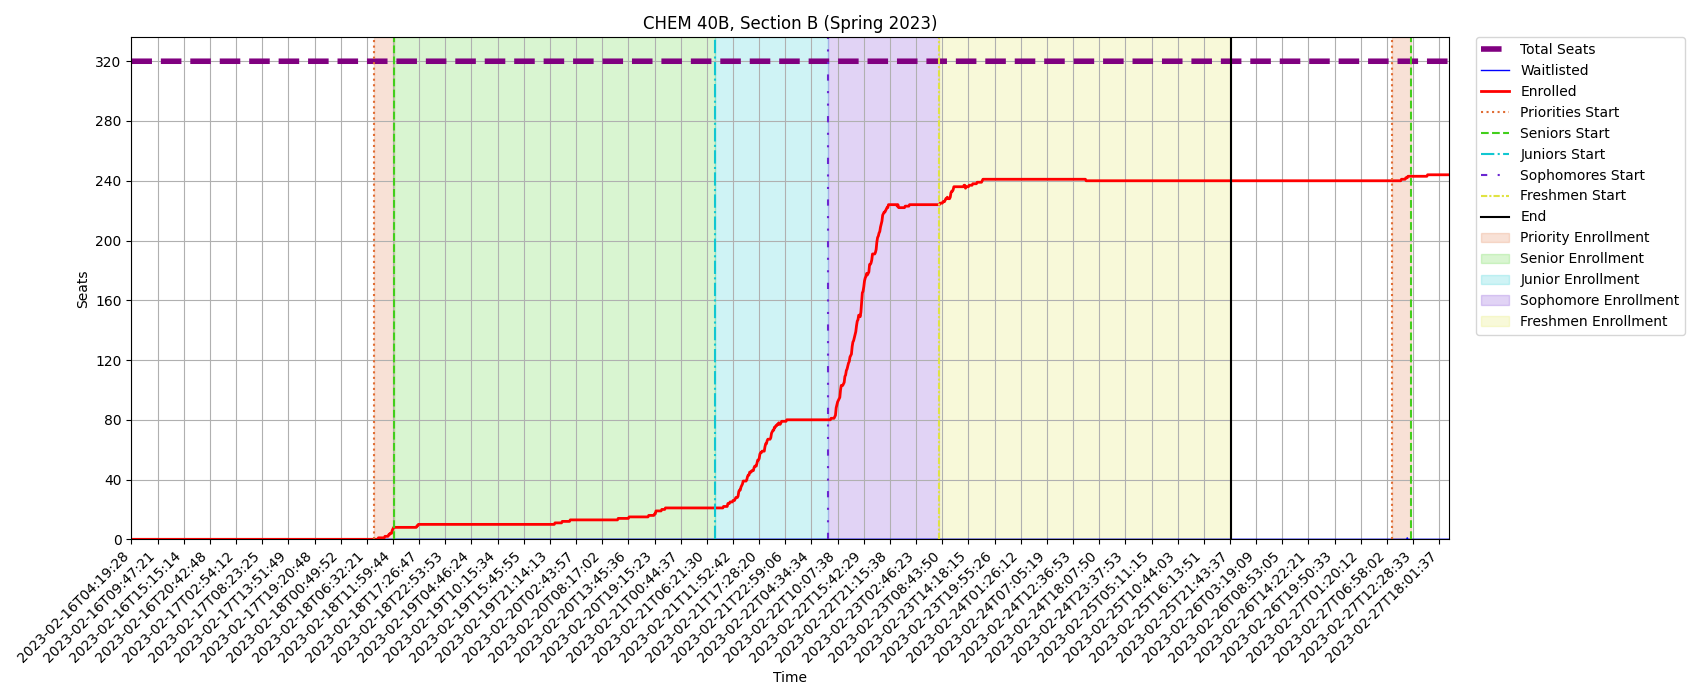 CHEM 40B, Section B (Spring 2023)
Seats
320
280
240
200
160
120
80
40
0
2023-02-16T04:19:28
2023-02-16T09:47:21
2023-02-16T15:15:14
2023-02-16T20:42:48
2023-02-17T02:54:12
2023-02-17T08:23:25
2023-02-17T13:51:49
2023-02-17T19:20:48
2023-02-18T00:49:52
2023-02-18T06:32:21
2023-02-18T11:59:44
2023-02-18T17:26:47
2023-02-18T22:53:53
2023-02-19T04:46:24
2023-02-19T10:15:34
2023-02-19T15:45:55
2023-02-19T21:14:13
2023-02-20T02:43:57
2023-02-20T08:17:02
2023-02-20T13:45:36
2023-02-20T19:15:23
2023-02-21T00:44:37
2023-02-21T06:21:30
2023-02-21T11:52:42
2023-02-21T17:28:20
2023-02-21T22:59:06
2023-02-22T04:34:34
2023-02-22T10:07:38
2023-02-22T15:42:29
2023-02-22T21:15:38
2023-02-23T02:46:23
2023-02-23T08:43:50
2023-02-23T14:18:15
2023-02-23T19:55:26
2023-02-24T01:26:12
2023-02-24T07:05:19
2023-02-24T12:36:53
2023-02-24T18:07:50
2023-02-24T23:37:53
2023-02-25T05:11:15
2023-02-25T10:44:03
2023-02-25T16:13:51
2023-02-25T21:43:37
2023-02-26T03:19:09
2023-02-26T08:53:05
2023-02-26T14:22:21
2023-02-26T19:50:33
2023-02-27T01:20:12
2023-02-27T06:58:02
2023-02-27T12:28:33
2023-02-27T18:01:37
Time
Total Seats
Waitlisted
Enrolled
Priorities Start
Seniors Start
Juniors Start
Sophomores Start
Freshmen Start
End
Priority Enrollment
Senior Enrollment
Junior Enrollment
Sophomore Enrollment
Freshmen Enrollment